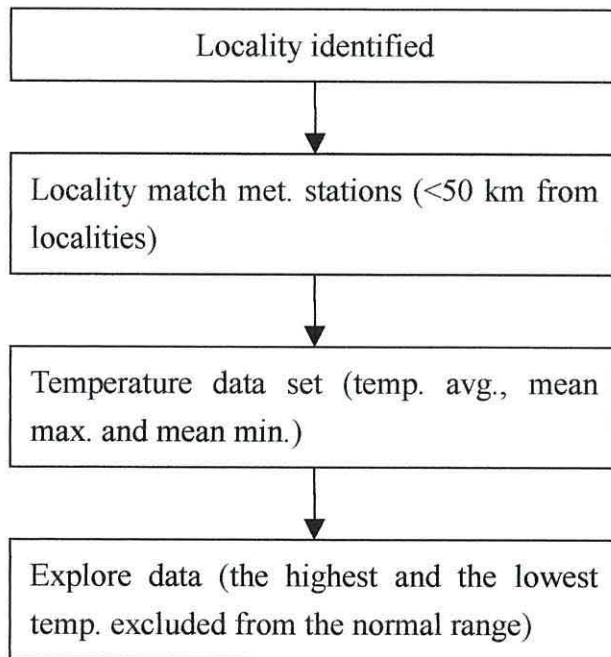 Locality identified
Locality match met. stations (<50 km from
localities)
Temperature data set (temp. avg., mean
max. and mean min.)
Explore data (the highest and the lowest
temp. excluded from the normal range)